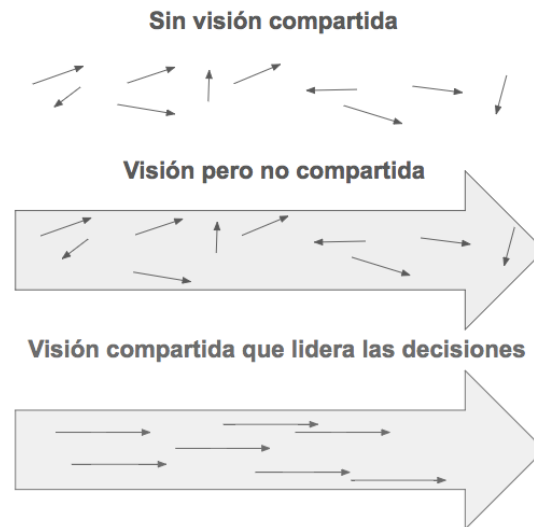 Sin visión compartida
Visión pero no compartida
Visión compartida que lidera las decisiones